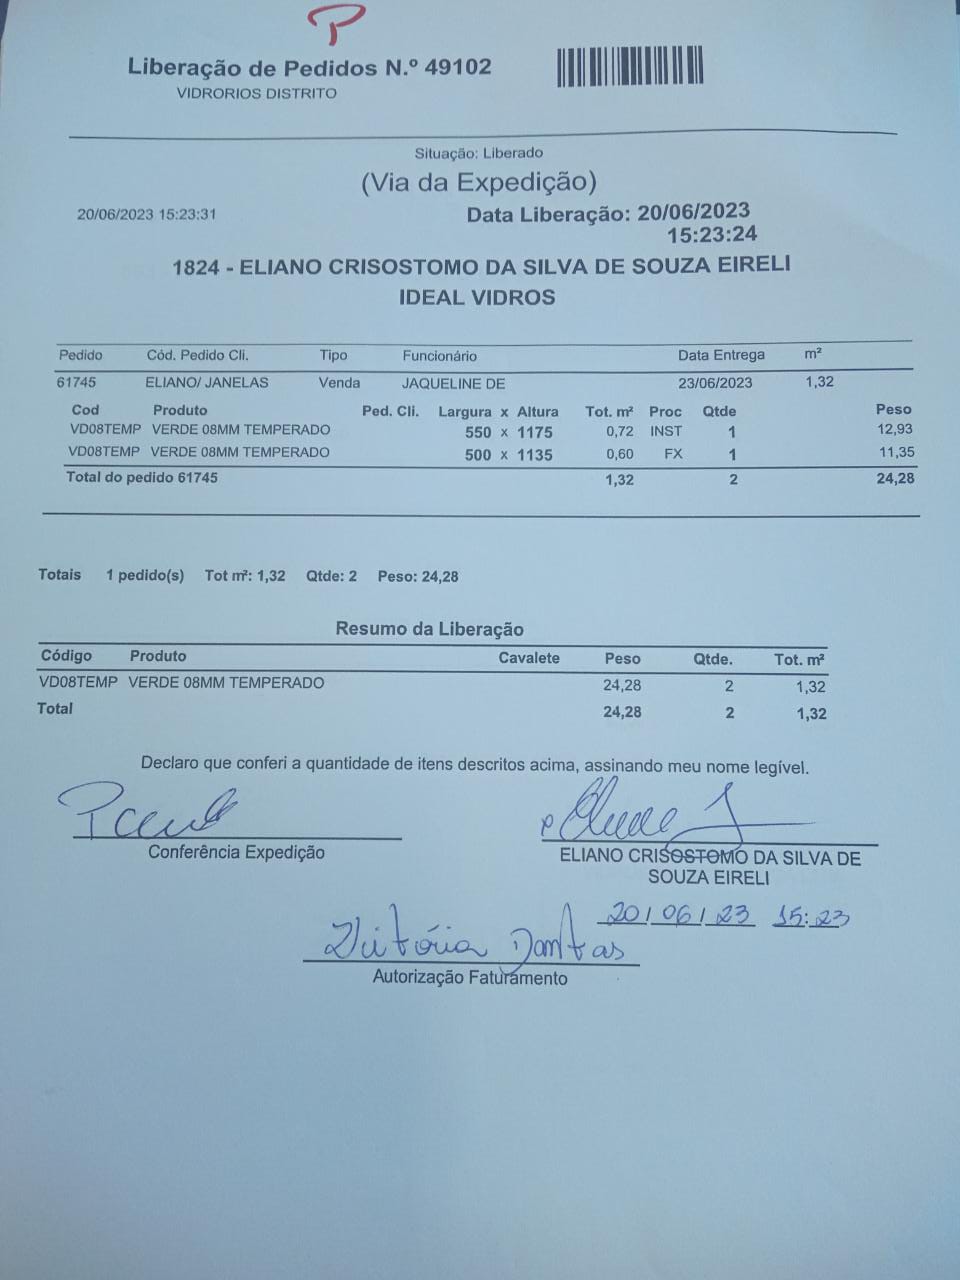 P
Liberação de Pedidos N.º 49102
VIDRORIOS DISTRITO
Situação: Liberado
(Via da Expedição)
20/06/2023 15:23:31 Data Liberação: 20/06/2023
15:23:24
1824 - ELIANO CRISOSTOMO DA SILVA DE SOUZA EIRELI
IDEAL VIDROS
Pedido Cód. Pedido Cli. Tipo Funcionário Data Entrega m²
61745 ELIANO/ JANELAS Venda JAQUELINE DE 23/06/2023 1,32
Cod Produto Ped. Cli. Largura x Altura Tot. m² Proc Qtde Peso
VD08TEMP VERDE 08MM TEMPERADO 550 x 1175 0,72 INST 1 12,93
VD08TEMP VERDE 08MM TEMPERADO 500 x 1135 0,60 FX 1 11,35
Total do pedido 61745 1,32 2 24,28
Totais 1 pedido(s) Tot m²: 1,32 Qtde: 2 Peso: 24,28
Resumo da Liberação
Código Produto Cavalete Peso Qtde. Tot. m²
VD08TEMP VERDE 08MM TEMPERADO 24,28 2 1,32
Total 24,28 2 1,32
Declaro que conferi a quantidade de itens descritos acima, assinando meu nome legível.
Conferência Expedição
ELIANO CRISOSTOMO DA SILVA DE
SOUZA EIRELI
20/06/23 15:23
Vitória Dantas
Autorização Faturamento